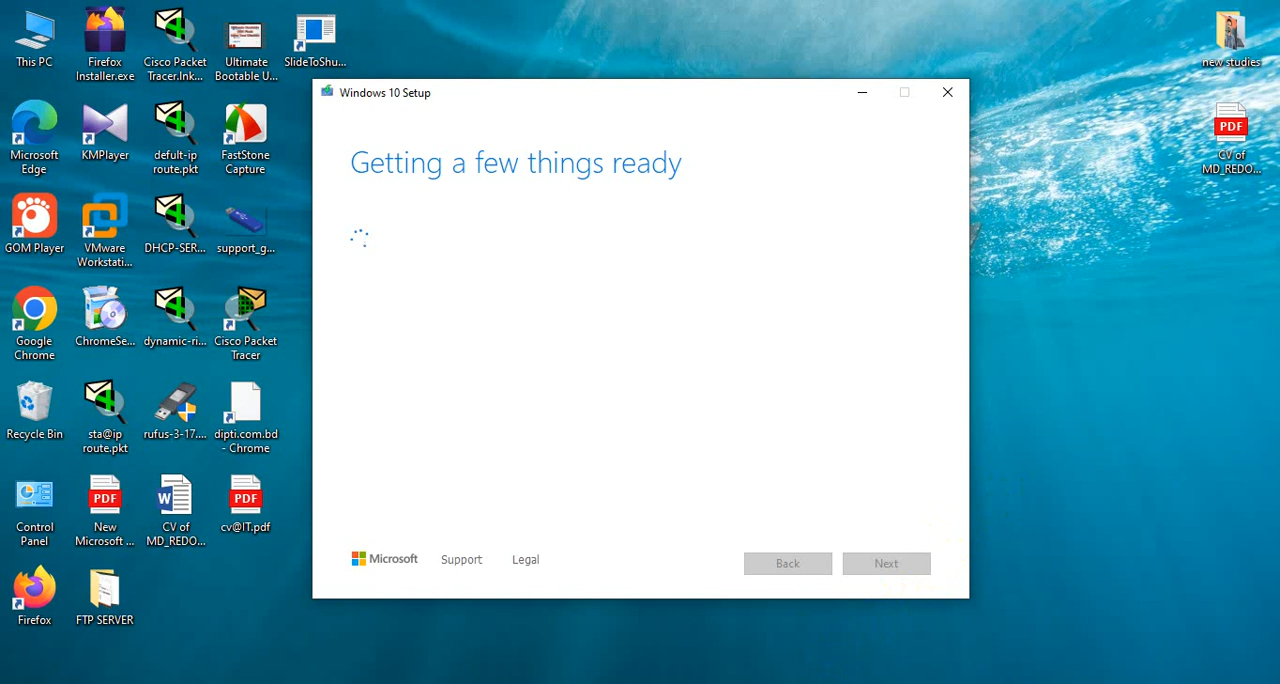 This PC
Firefox
Installer.exe
Cisco Packet
Tracer.lnk...
Ultimate
Bootable U...
SlideToShu...
new studies
Windows 10 Setup
Getting a few things ready
Microsoft
Edge
KMPlayer
defult-ip
route.pkt
FastStone
Capture
PDF
CV of
MD_REDO...
GOM Player
VMware
Workstati...
DHCP-SER...
support_g...
Google
Chrome
ChromeSe...
dynamic-ri...
Cisco Packet
Tracer
Recycle Bin
sta@ip
route.pkt
rufus-3-17....
dipti.com.bd
- Chrome
Control
Panel
PDF
New
Microsoft ...
W
CV of
MD_REDO...
PDF
cv@IT.pdf
Microsoft
Support
Legal
Back
Next
Firefox
FTP SERVER